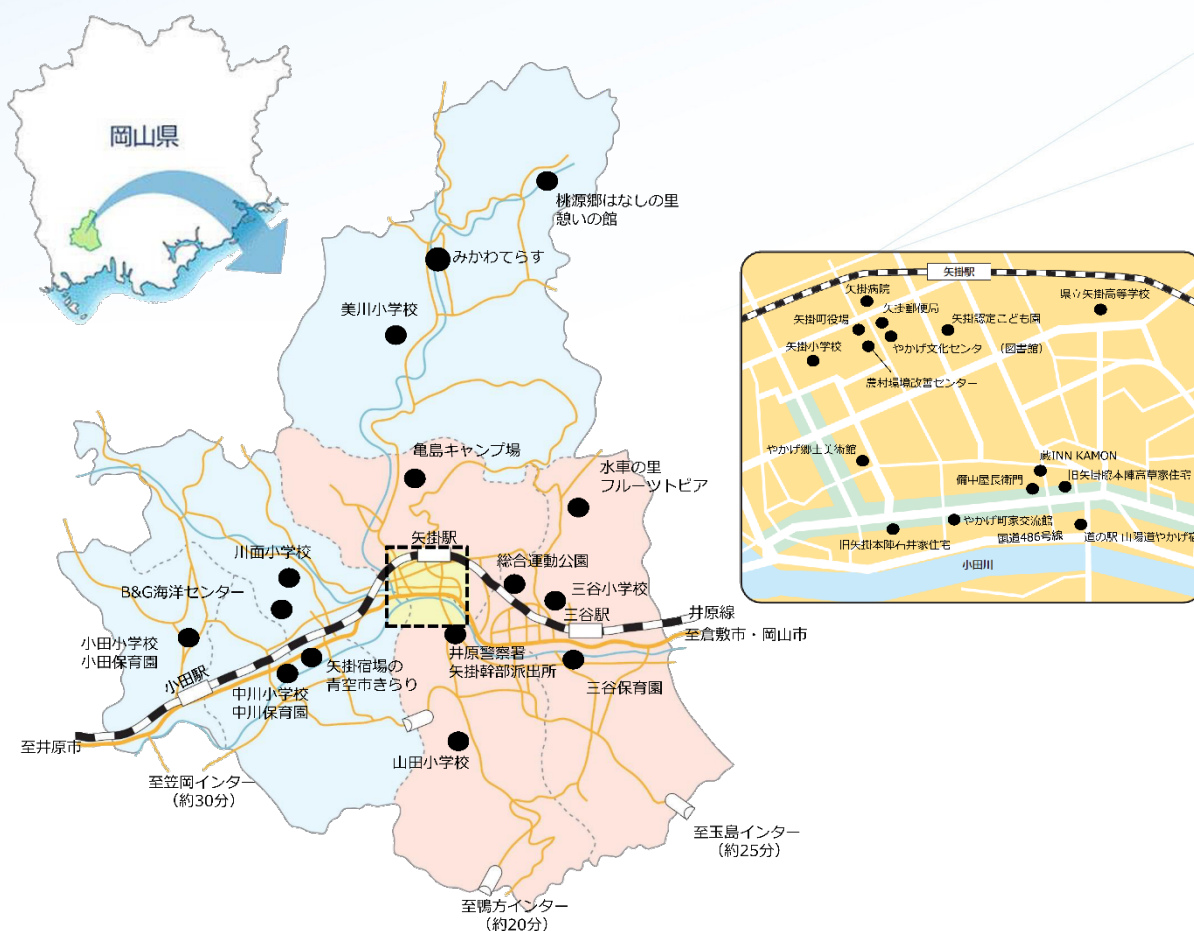 岡山県
桃源郷はなしの里
憩いの館
みかわてらす
美川小学校
亀島キャンプ場
水車の里
フルーツトピア
矢掛駅
川面小学校
総合運動公園
B&G海洋センター
三谷小学校
三谷駅
井原線
至倉敷市・岡山市
小田小学校
小田保育園
井原警察署
矢掛幹部派出所
矢掛宿場の
青空市きらり
小田駅
中川小学校
中川保育園
三谷保育園
至井原市
山田小学校
至笠岡インター
（約30分）
至玉島インター
（約25分）
至鴨方インター
（約20分）
矢掛駅
矢掛病院
県立矢掛高等学校
矢掛郵便局
矢掛町役場
矢掛認定こども園
矢掛小学校
やかげ文化センタ
（図書館）
農村環境改善センター
やかげ郷土美術館
蔵INN KAMON
備中屋長衛門
旧矢掛脇本陣高草家住宅
やかげ町家交流館
旧矢掛本陣石井家住宅
国道486号線
道の駅 山陽道やかげ宿
小田川